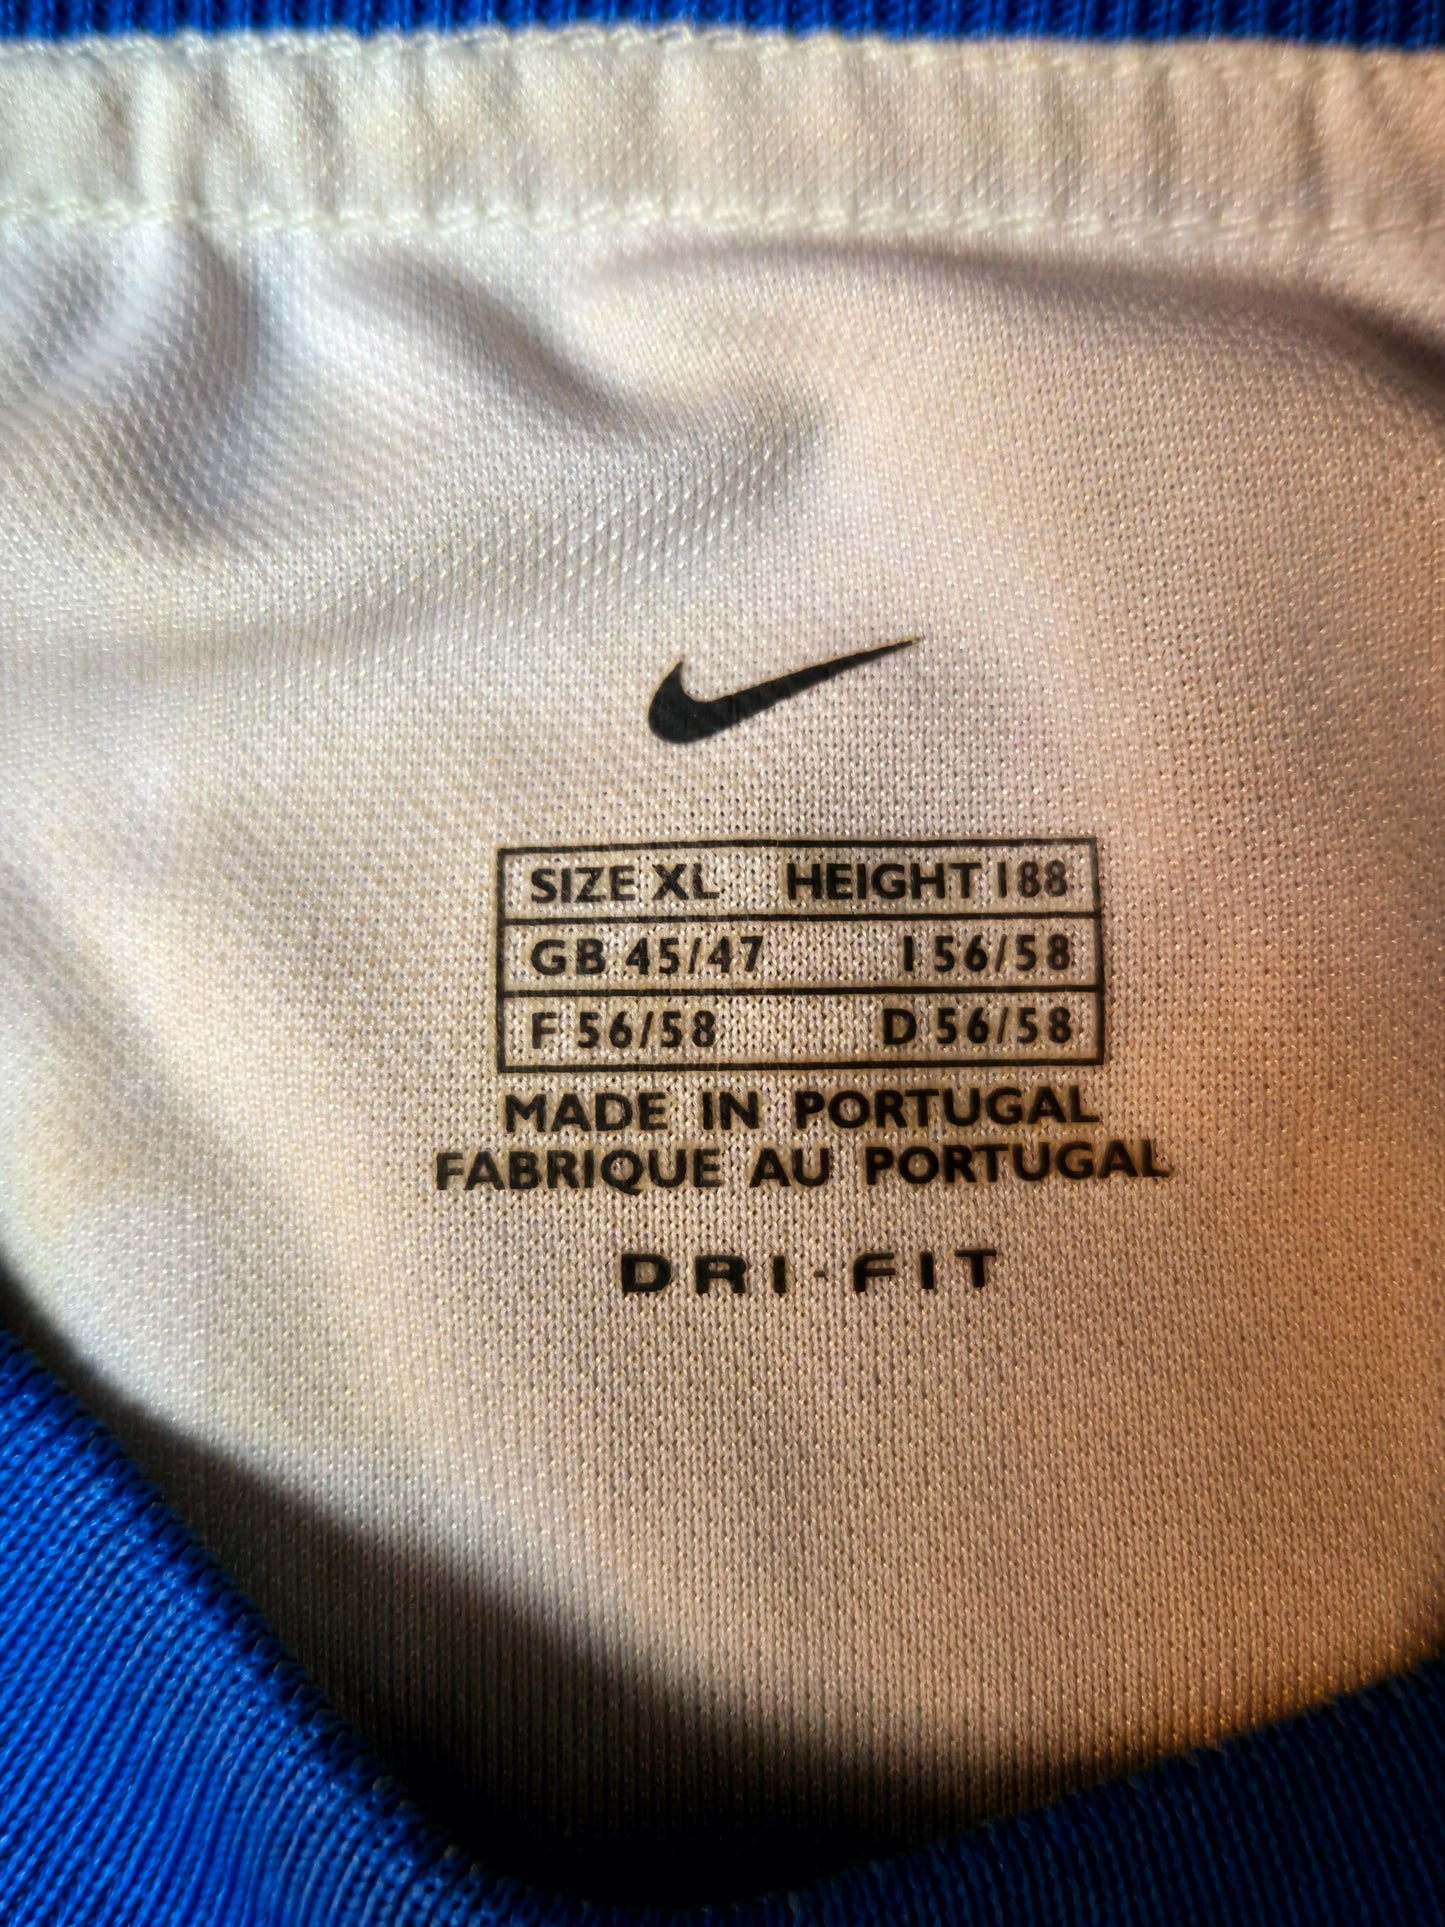 SIZE XL HEIGHT 188
GB 45/47 I 56/58
F 56/58 D 56/58
MADE IN PORTUGAL
FABRIQUE AU PORTUGAL
DRI-FIT